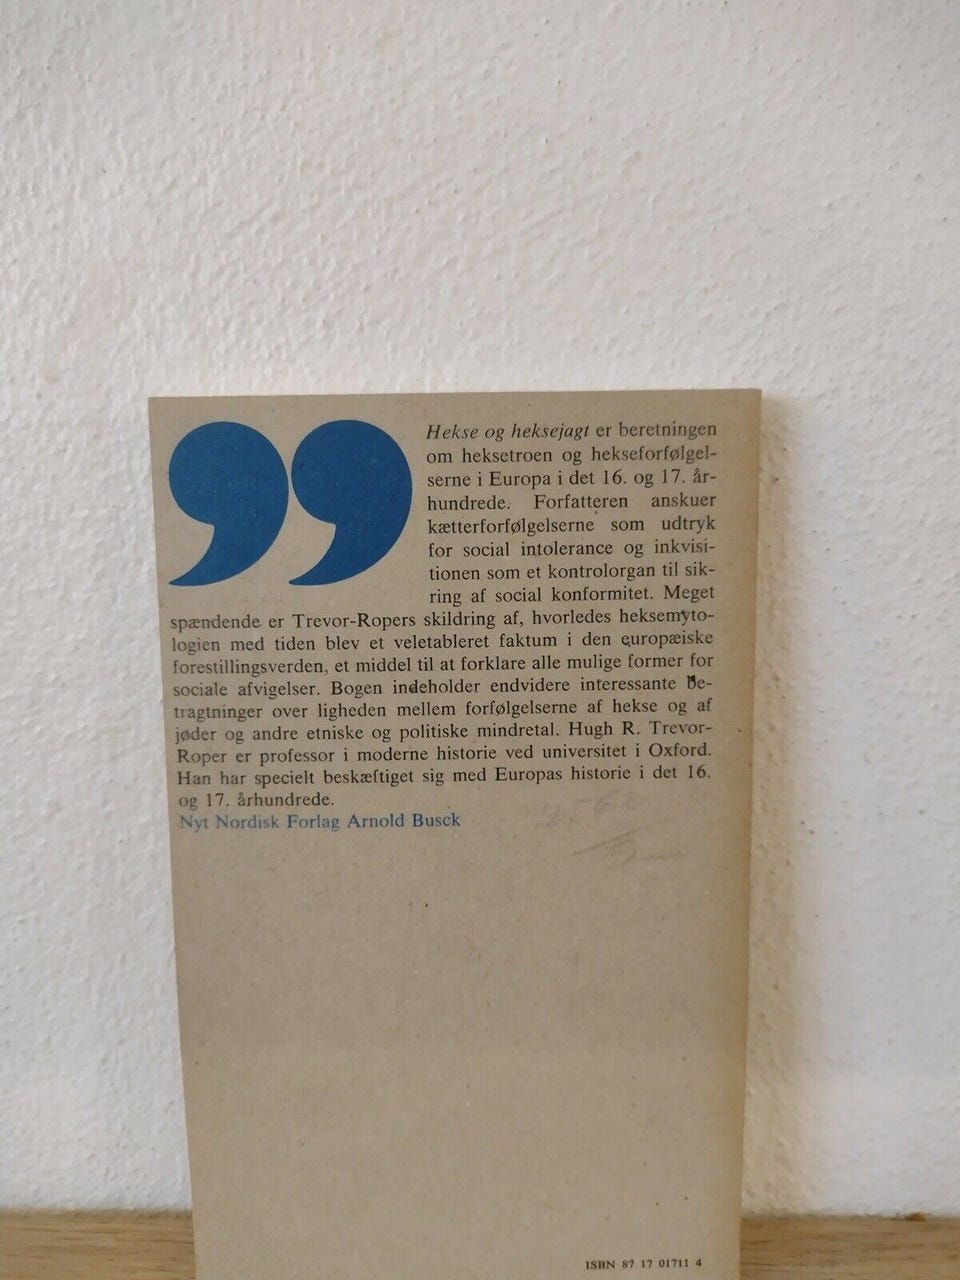 Hekse og heksejagt er beretningen
om heksetroen og hekseforfølgel-
serne i Europa i det 16. og 17. år-
hundrede. Forfatteren anskuer
kætterforfølgelserne som udtryk
for social intolerance og inkvisi-
tionen som et kontrolorgan til sik-
ring af social konformitet. Meget
spændende er Trevor-Ropers skildring af, hvorledes heksemyto-
logien med tiden blev et veletableret faktum i den europæiske
forestillingsverden, et middel til at forklare alle mulige former for
sociale afvigelser. Bogen indeholder endvidere interessante be-
tragtninger over ligheden mellem forfølgelserne af hekse og af
jøder og andre etniske og politiske mindretal. Hugh R. Trevor-
Roper er professor i moderne historie ved universitet i Oxford.
Han har specielt beskæftiget sig med Europas historie i det 16.
og 17. århundrede.
Nyt Nordisk Forlag Arnold Busck
ISBN 87 17 01711 4